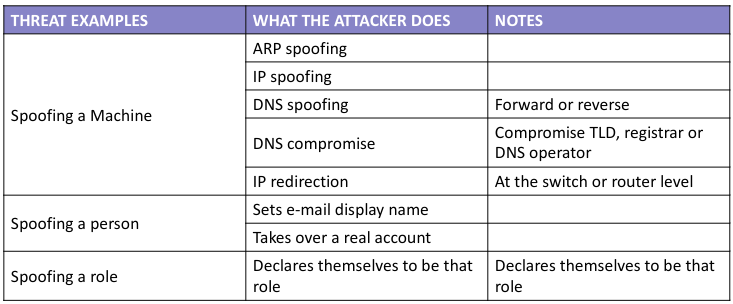 THREAT EXAMPLES WHAT THE ATTACKER DOES NOTES
ARP spoofing
IP spoofing
Spoofing a Machine
DNS spoofing Forward or reverse
DNS compromise
Compromise TLD, registrar or
DNS operator
IP redirection At the switch or router level
Spoofing a person
Sets e-mail display name
Takes over a real account
Spoofing a role
Declares themselves to be that
role
Declares themselves to be that
role